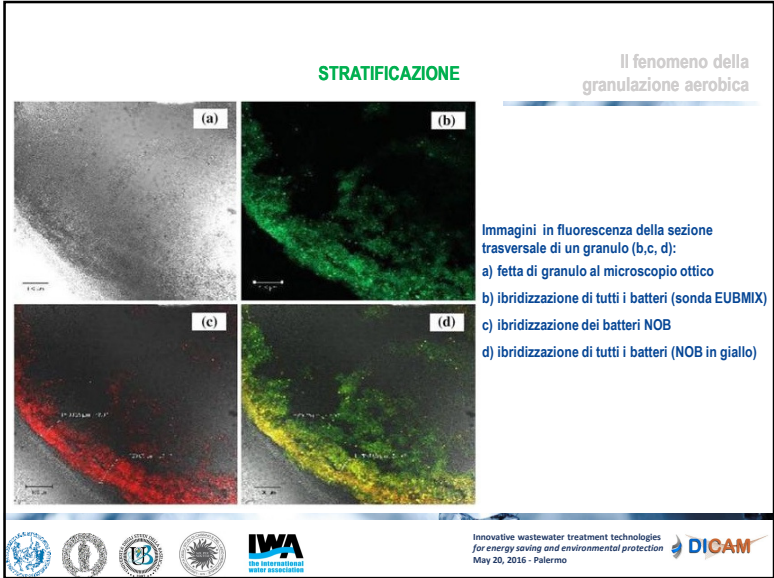 STRATIFICAZIONE
Il fenomeno della
granulazione aerobica
(a)
(b)
(c)
(d)
Immagini in fluorescenza della sezione
trasversale di un granulo (b,c, d):
a) fetta di granulo al microscopio ottico
b) ibridizzazione di tutti i batteri (sonda EUBMIX)
c) ibridizzazione dei batteri NOB
d) ibridizzazione di tutti i batteri (NOB in giallo)
IWA
the international
water association
Innovative wastewater treatment technologies
for energy saving and environmental protection
May 20, 2016 - Palermo
DICAM